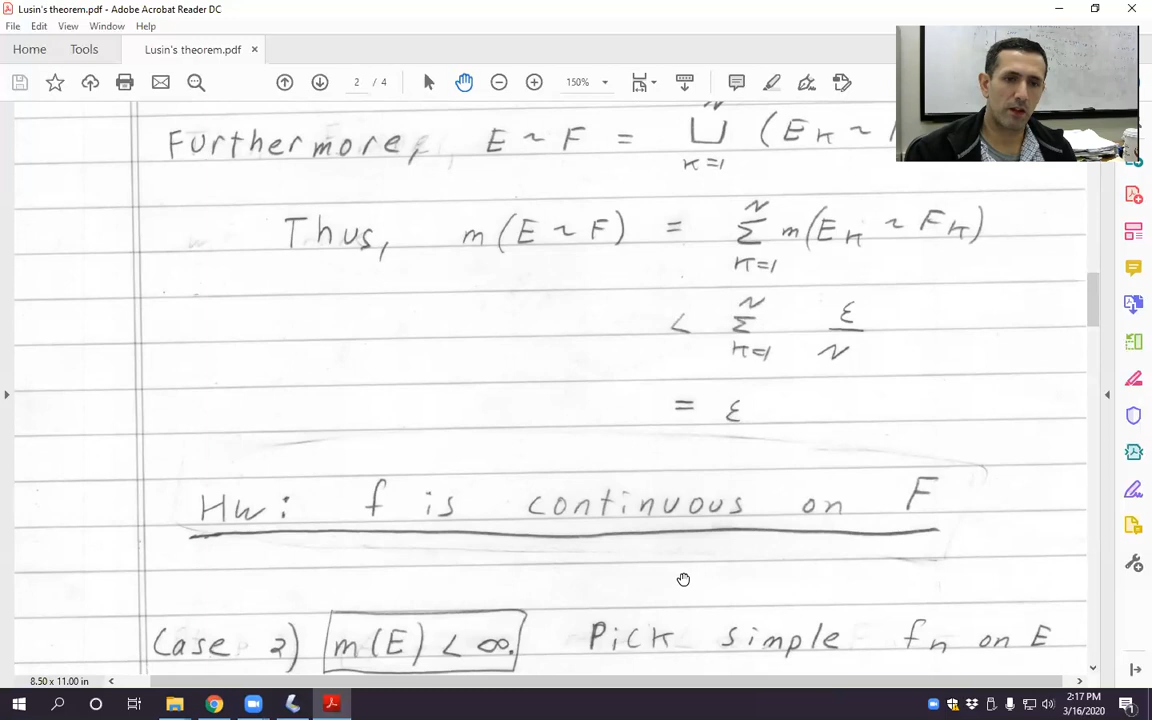 Lusin's theorem.pdf - Adobe Acrobat Reader DC
File Edit View Window Help
Home Tools Lusin's theorem.pdf ×
2 / 4 150%
Furthermore, E ~ F = ⊔ (E_K ~
K=1
Thus, m(E ~ F) = N Σ K=1 m(E_K ~ F_K)
< N Σ K=1 ε/N
= ε
HW: f is continuous on F
Case 2) m(E) < ∞. Pick simple f_n on E
8.50 x 11.00 in
2:17 PM
3/16/2020